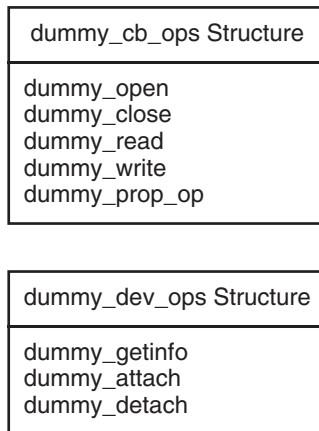 dummy_cb_ops Structure
dummy_open
dummy_close
dummy_read
dummy_write
dummy_prop_op
dummy_dev_ops Structure
dummy_getinfo
dummy_attach
dummy_detach